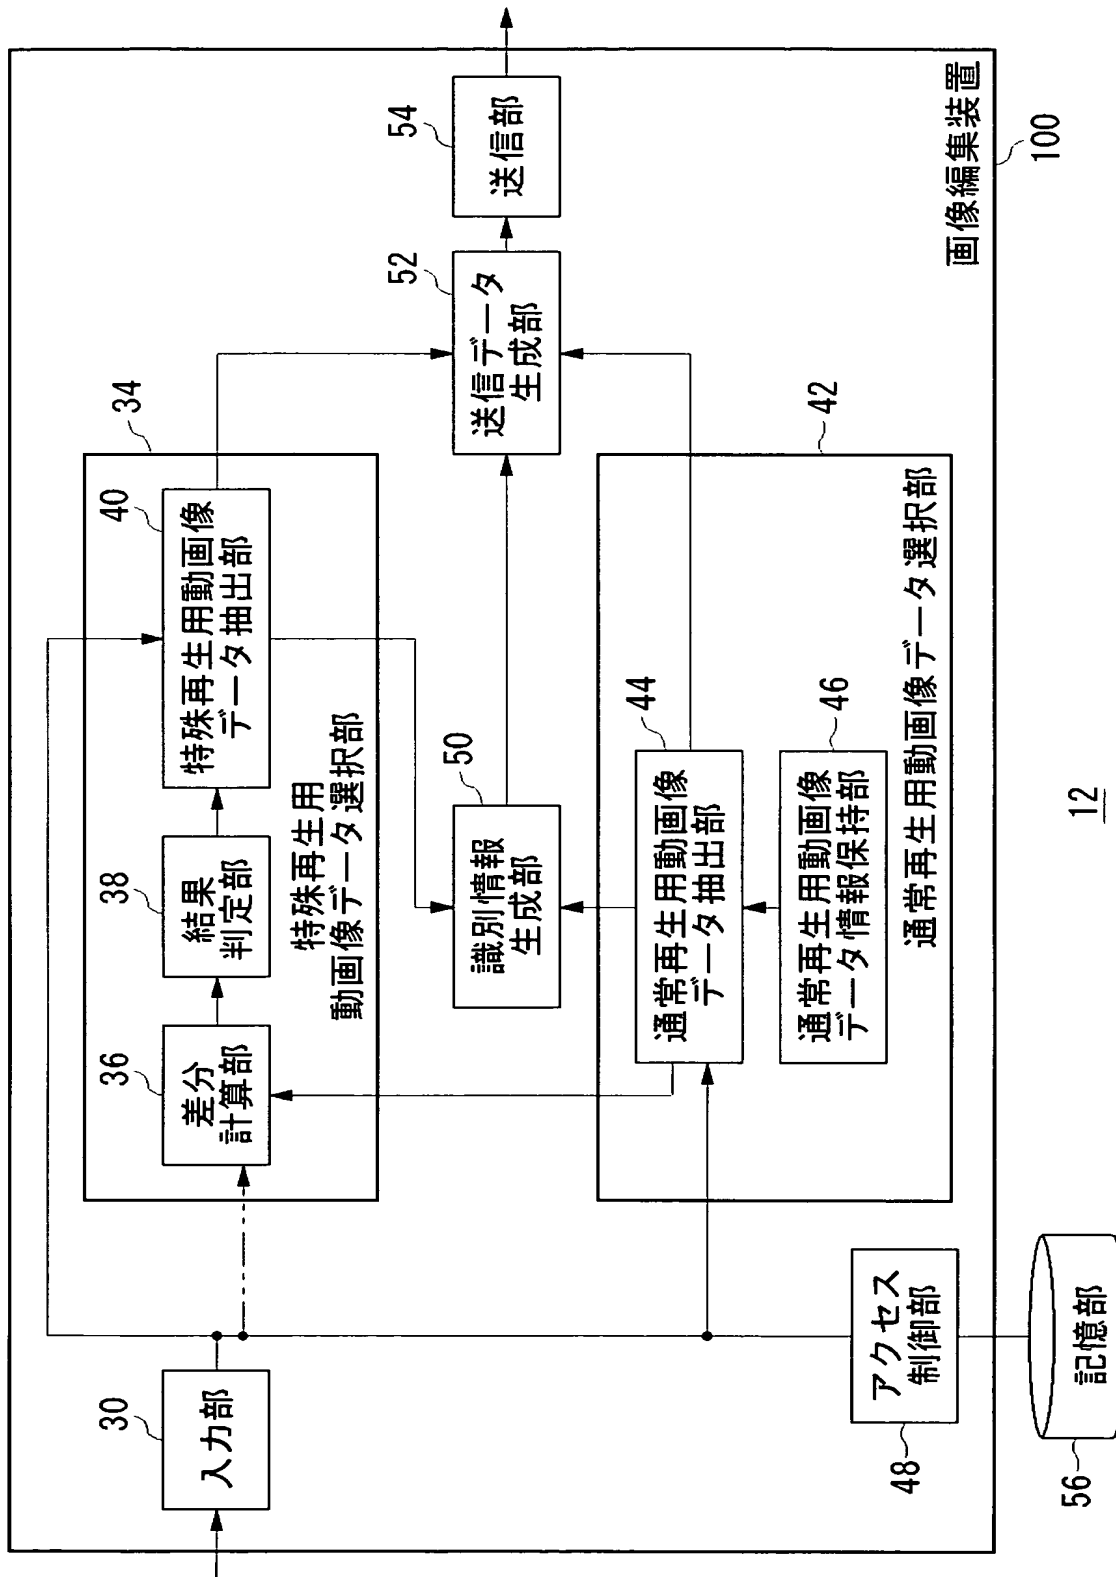 34
36
差分
計算部
38
結果
判定部
40
特殊再生用動画像
データ抽出部
特殊再生用
動画像データ選択部
30
入力部
50
識別情報
生成部
52
送信データ
生成部
54
送信部
42
44
通常再生用動画像
データ抽出部
46
通常再生用動画像
データ情報保持部
通常再生用動画像データ選択部
48
アクセス
制御部
56
記憶部
画像編集装置
100
12